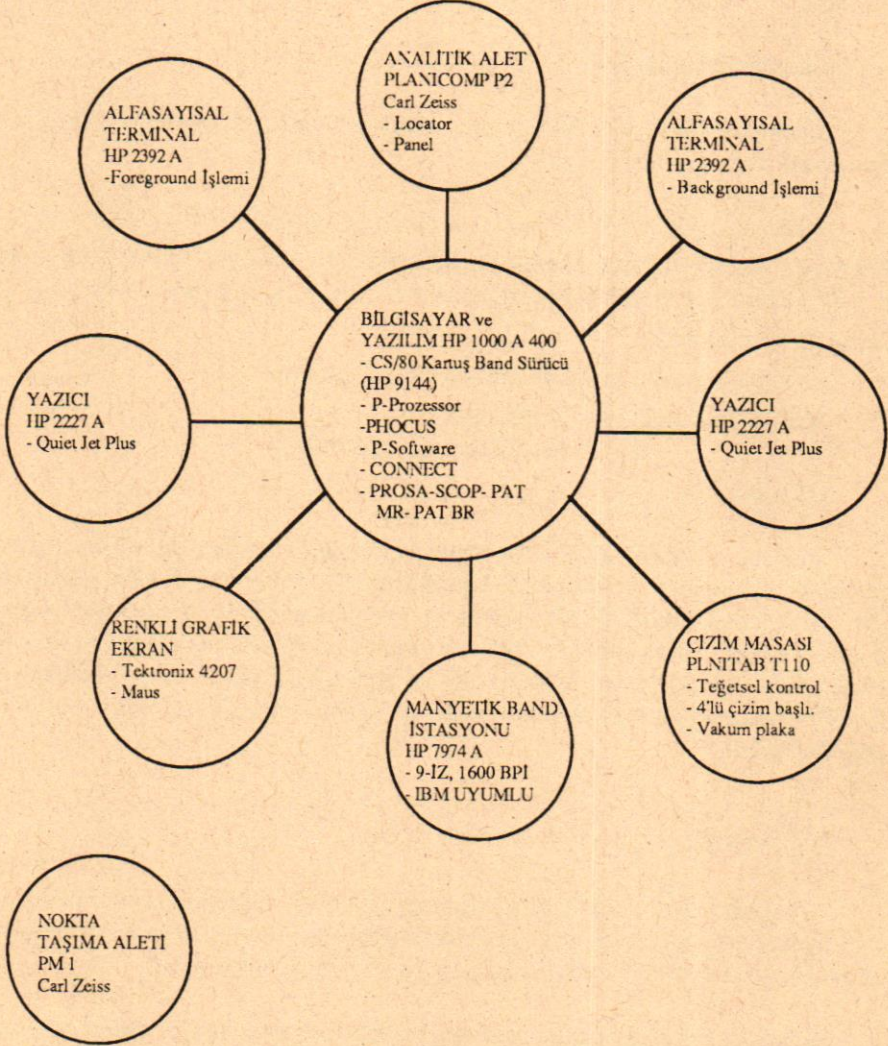 ANALİTİK ALET
PLANICOMP P2
Carl Zeiss
- Locator
- Panel
ALFASAYISAL
TERMİNAL
HP 2392 A
-Foreground İşlemi
ALFASAYISAL
TERMİNAL
HP 2392 A
- Background İşlemi
BİLGİSAYAR ve
YAZILIM HP 1000 A 400
- CS/80 Kartuş Band Sürücü
(HP 9144)
- P-Prozessor
-PHOCUS
- P-Software
- CONNECT
- PROSA-SCOP- PAT
MR- PAT BR
YAZICI
HP 2227 A
- Quiet Jet Plus
YAZICI
HP 2227 A
- Quiet Jet Plus
RENKLİ GRAFİK
EKRAN
- Tektronix 4207
- Maus
MANYETİK BAND
İSTASYONU
HP 7974 A
- 9-İZ, 1600 BPİ
- IBM UYUMLU
ÇİZİM MASASI
PLNITAB T110
- Teğetsel kontrol
- 4'lü çizim başlı.
- Vakum plaka
NOKTA
TAŞIMA ALETİ
PM 1
Carl Zeiss